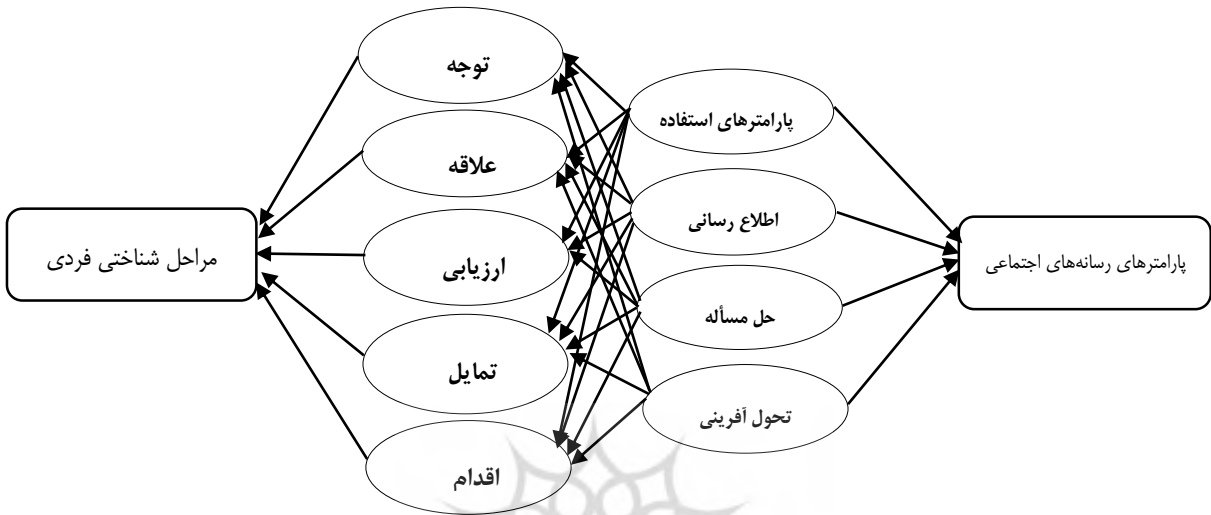 پارامترهای رسانه‌های اجتماعی
پارامترهای استفاده
اطلاع رسانی
حل مسأله
تحول آفرینی
توجه
علاقه
ارزیابی
تمایل
اقدام
مراحل شناختی فردی